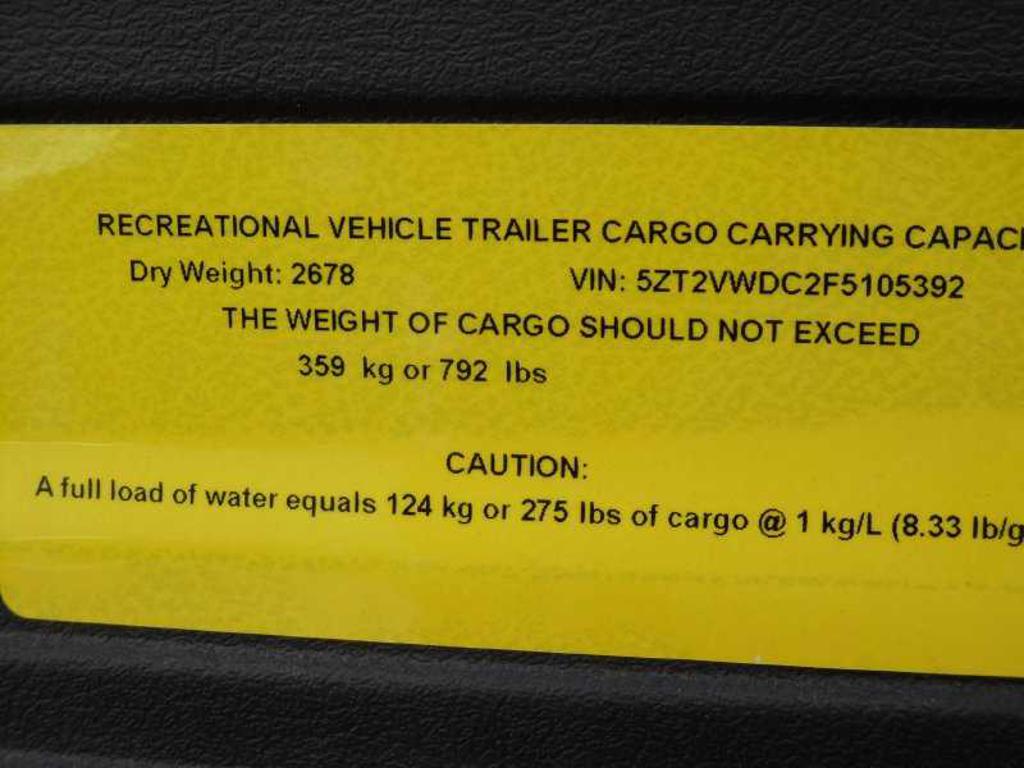 RECREATIONAL VEHICLE TRAILER CARGO CARRYING CAPACI
Dry Weight: 2678 VIN: 5ZT2VWDC2F5105392
THE WEIGHT OF CARGO SHOULD NOT EXCEED
359 kg or 792 lbs
CAUTION:
A full load of water equals 124 kg or 275 lbs of cargo @ 1 kg/L (8.33 lb/g